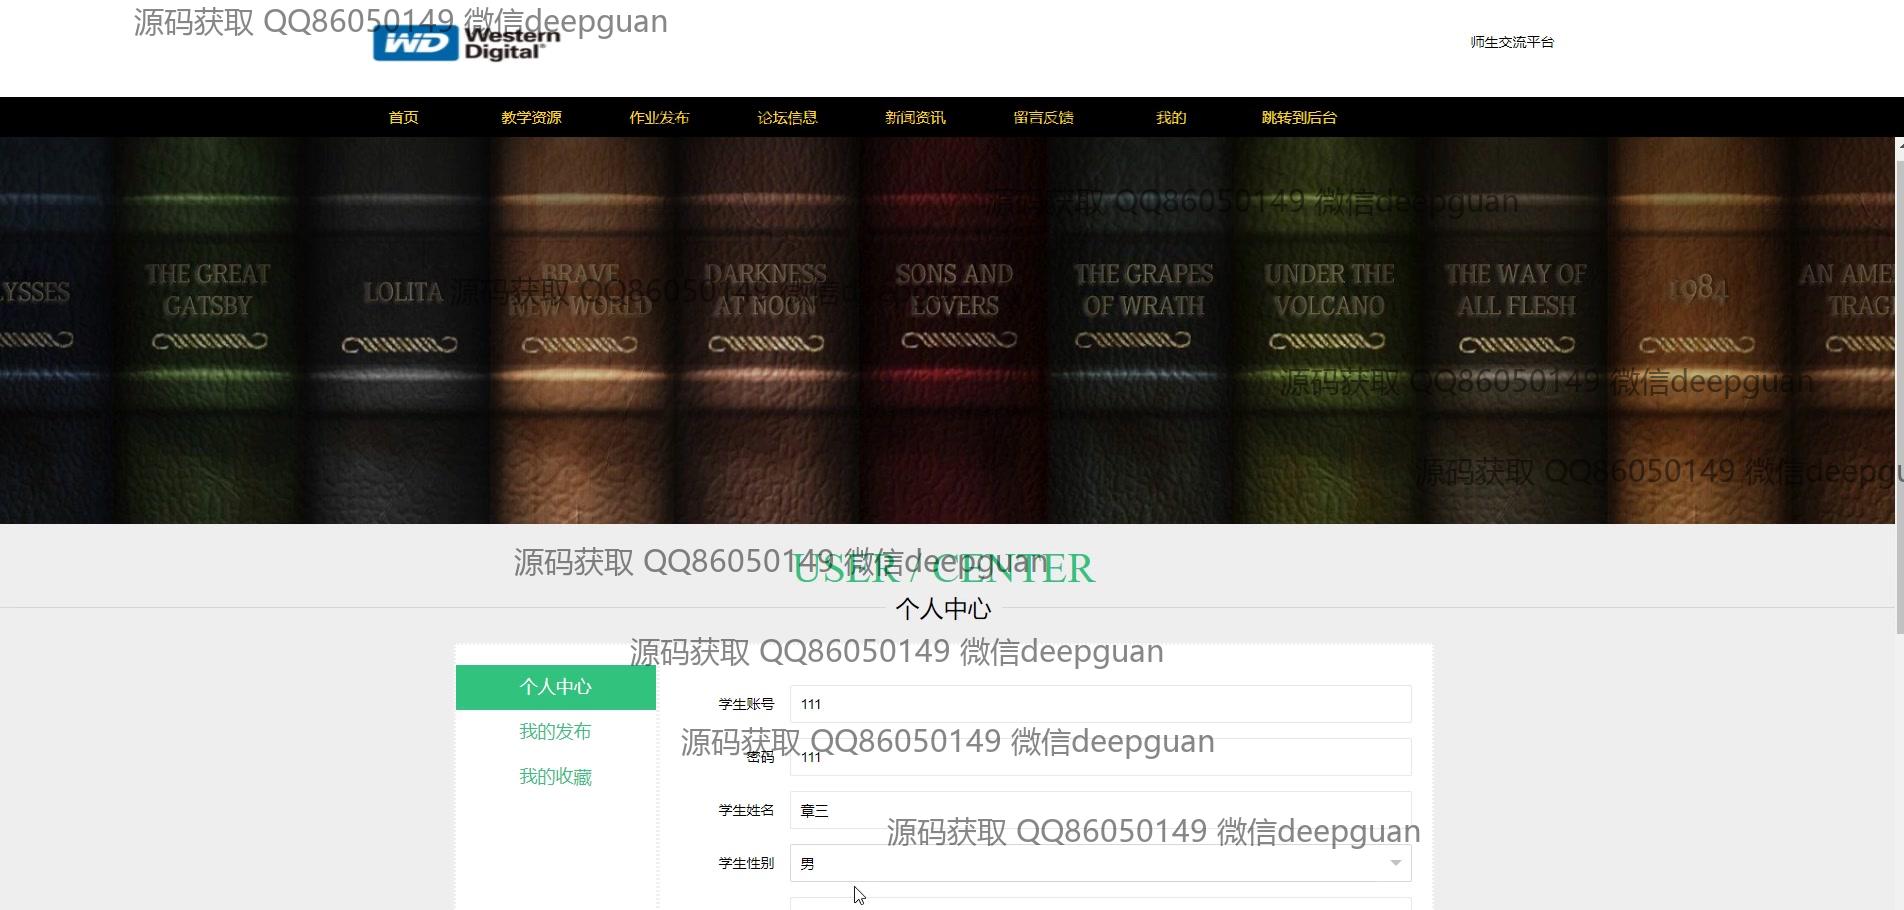 源码获取 QQ86050149 微信deepguan
WD Western
Digital®
师生交流平台
首页 教学资源 作业发布 论坛信息 新闻资讯 留言反馈 我的 跳转到后台
源码获取 QQ86050149 微信deepguan
LYSSES
THE GREAT
GATSBY
LOLITA
BRAVE
NEW WORLD
DARKNESS
AT NOON
SONS AND
LOVERS
THE GRAPES
OF WRATH
UNDER THE
VOLCANO
THE WAY OF
ALL FLESH
1984
AN AME
TRAG
源码获取 QQ86050149 微信deepguan
源码获取 QQ86050149 微信deepguan
源码获取 QQ86050149 微信deepgu
源码获取 QQ86050149 微信deepguan
USER / CENTER
个人中心
源码获取 QQ86050149 微信deepguan
个人中心
我的发布
我的收藏
学生账号 111
源码获取 QQ86050149 微信deepguan
密码 111
学生姓名 章三
源码获取 QQ86050149 微信deepguan
学生性别 男